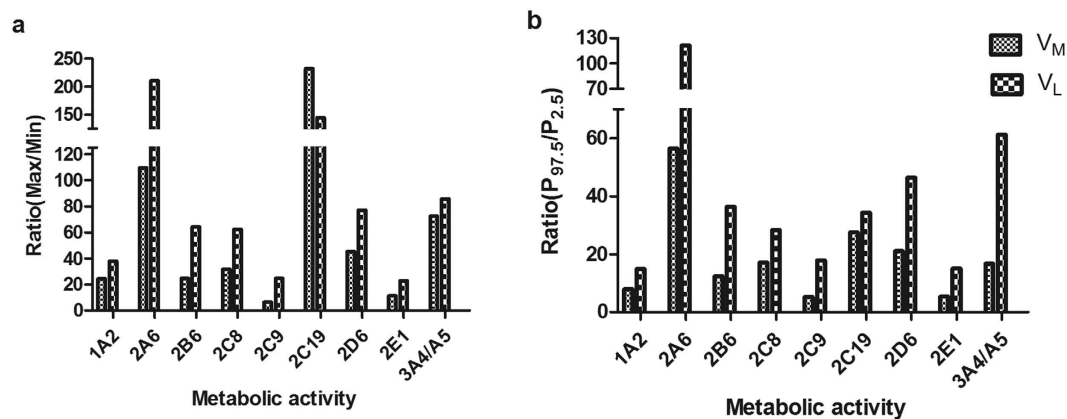 a
Ratio(Max/Min)
250
200
150
120
100
80
60
40
20
0
1A2
2A6
2B6
2C8
2C9
2C19
2D6
2E1
3A4/A5
Metabolic activity
b
Ratio(P97.5/P2.5)
130
100
70
60
40
20
0
1A2
2A6
2B6
2C8
2C9
2C19
2D6
2E1
3A4/A5
Metabolic activity
VM
VL